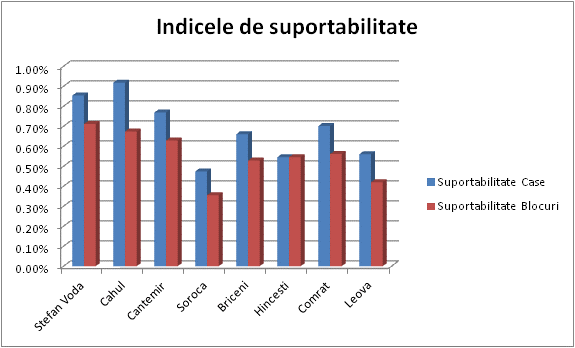 Indicele de suportabilitate
1.00%
0.90%
0.80%
0.70%
0.60%
0.50%
0.40%
0.30%
0.20%
0.10%
0.00%
Stefan Voda
Cahul
Cantemir
Soroca
Briceni
Hincesti
Comrat
Leova
Suportabilitate Case
Suportabilitate Blocuri